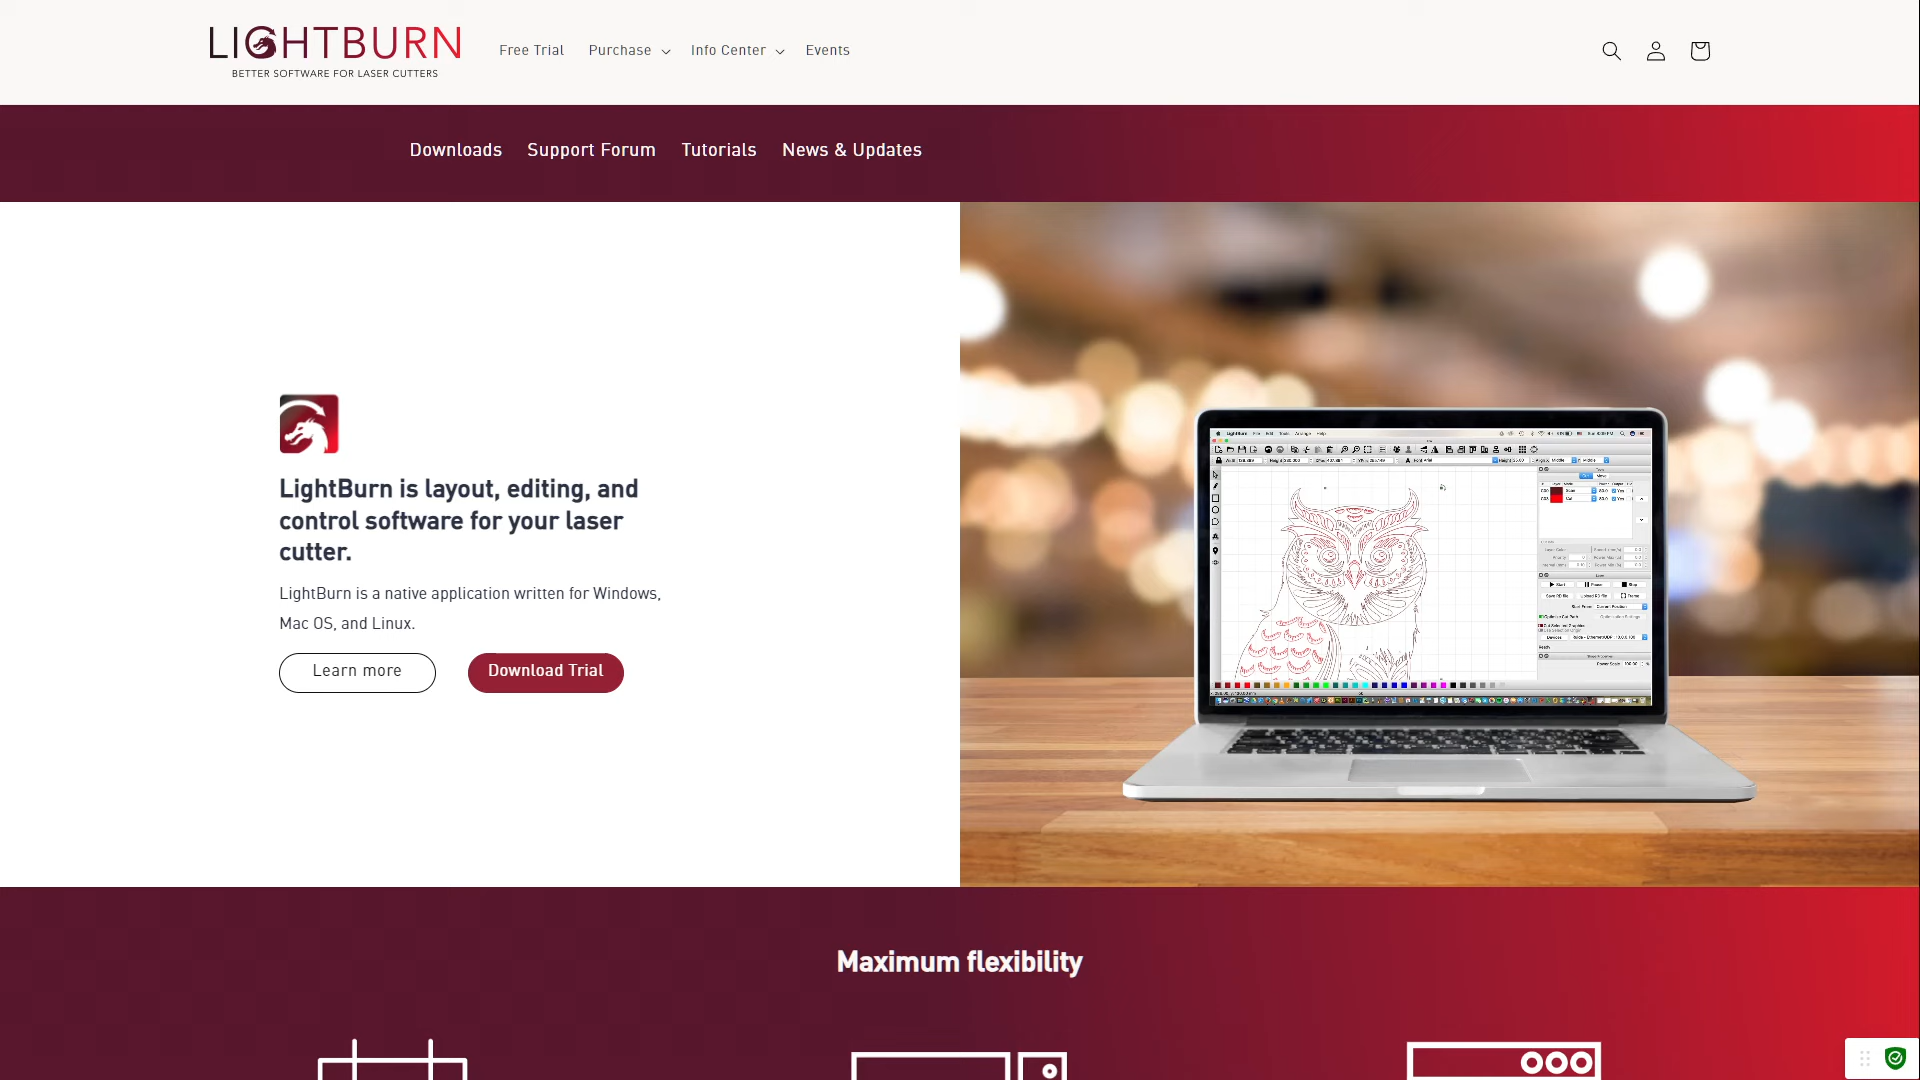 LIGHTBURN
BETTER SOFTWARE FOR LASER CUTTERS
Free Trial
Purchase
Info Center
Events
Downloads
Support Forum
Tutorials
News & Updates
LightBurn is layout, editing, and
control software for your laser
cutter.
LightBurn is a native application written for Windows,
Mac OS, and Linux.
Learn more
Download Trial
Maximum flexibility